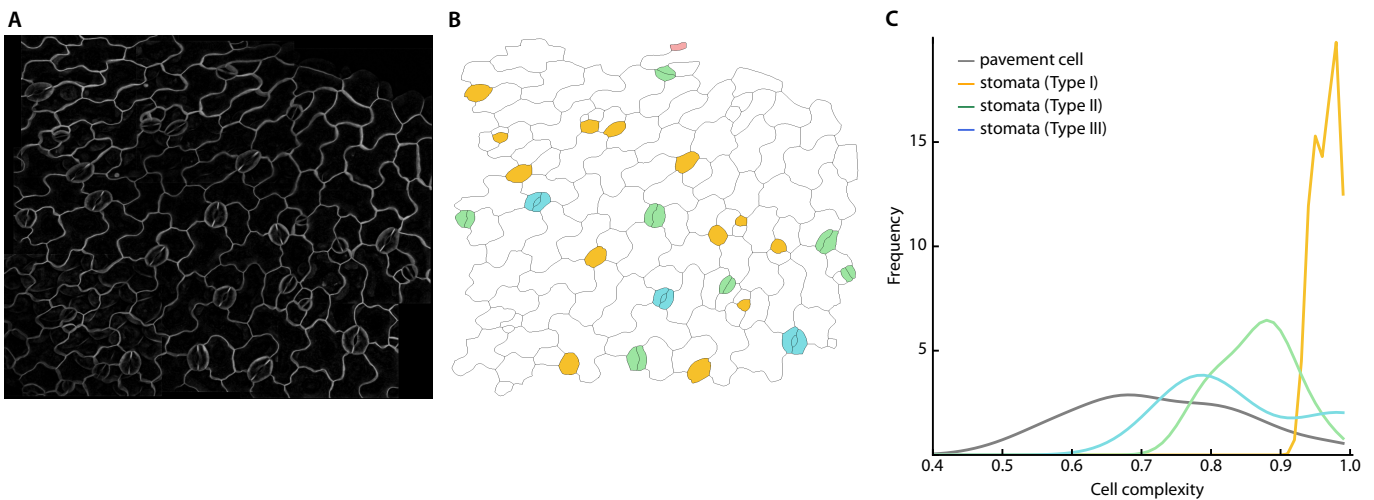 A
B
C
pavement cell
stomata (Type I)
stomata (Type II)
stomata (Type III)
15
10
5
Frequency
0.4
0.5
0.6
0.7
0.8
0.9
1.0
Cell complexity